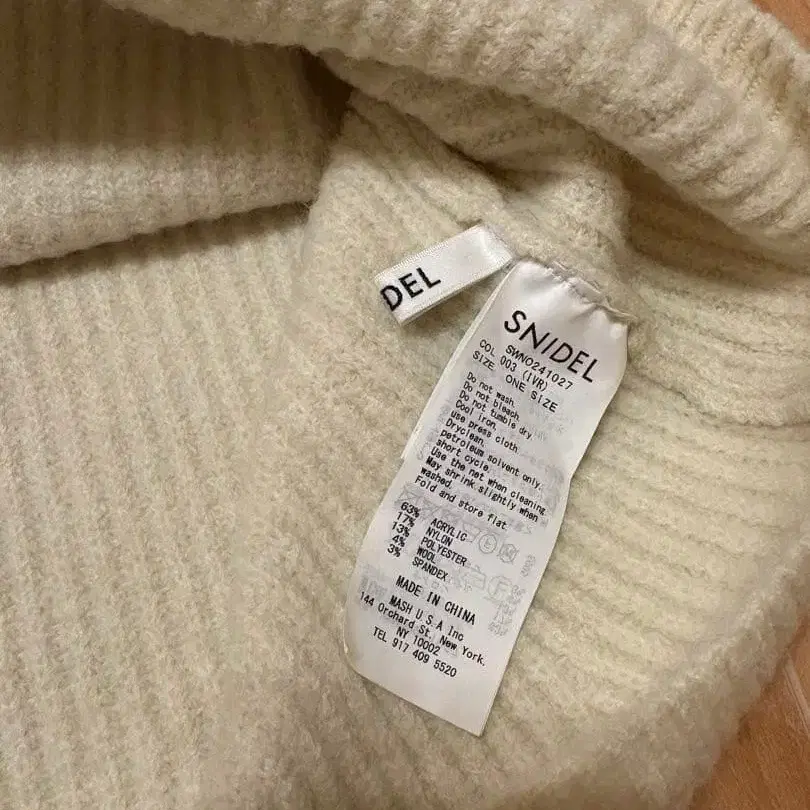 DEL
SNIDEL
SWNO241027
COL 003 (IVR)
SIZE ONE SIZE
Do not wash.
Do not bleach.
Do not tumble dry.
Cool iron.
use press cloth
Dryclean.
petroleum solvent only.
short cycle.
Use the net when cleaning.
May shrink slightly when
washed.
Fold and store flat
63% ACRYLIC
17% NYLON
13% POLYESTER
4% WOOL
3% SPANDEX
MADE IN CHINA
MASH U.S.A Inc
144 Orchard St, New York.
NY 10002
TEL 917 409 5520